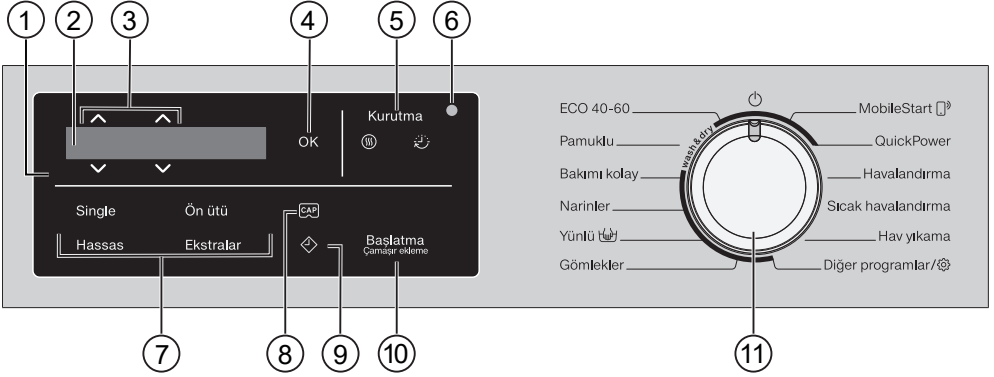 1
2
3
4
5
6
Kurutma
OK
Single
Ön ütü
CAP
Hassas
Ekstralar
Başlatma
Çamaşır ekleme
ECO 40-60
Pamuklu
Bakımı kolay
Narinler
Yünlü
Gömlekler
wash&dry
MobileStart
QuickPower
Havalandırma
Sıcak havalandırma
Hav yıkama
Diğer programlar/
7
8
9
10
11